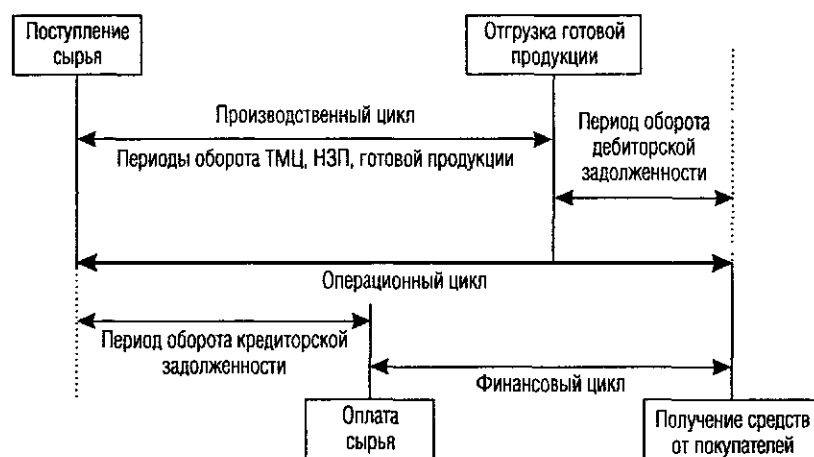 Поступление
сырья
Отгрузка готовой
продукции
Производственный цикл
Периоды оборота ТМЦ, НЗП, готовой продукции
Период оборота
дебиторской
задолженности
Операционный цикл
Период оборота кредиторской
задолженности
Финансовый цикл
Оплата
сырья
Получение средств
от покупателей